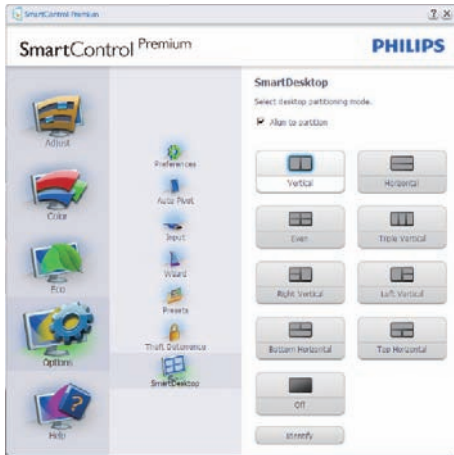 SmartControl Premium
SmartControl Premium
PHILIPS
SmartDesktop
Select desktop partitioning mode.
Align to partition
Adjust
Color
Eco
Options
Help
Preferences
Auto Pivot
Input
Wizard
Presets
Theft Deterrence
SmartDesktop
Vertical
Horizontal
Even
Triple Vertical
Right Vertical
Left Vertical
Bottom Horizontal
Top Horizontal
Off
Identify